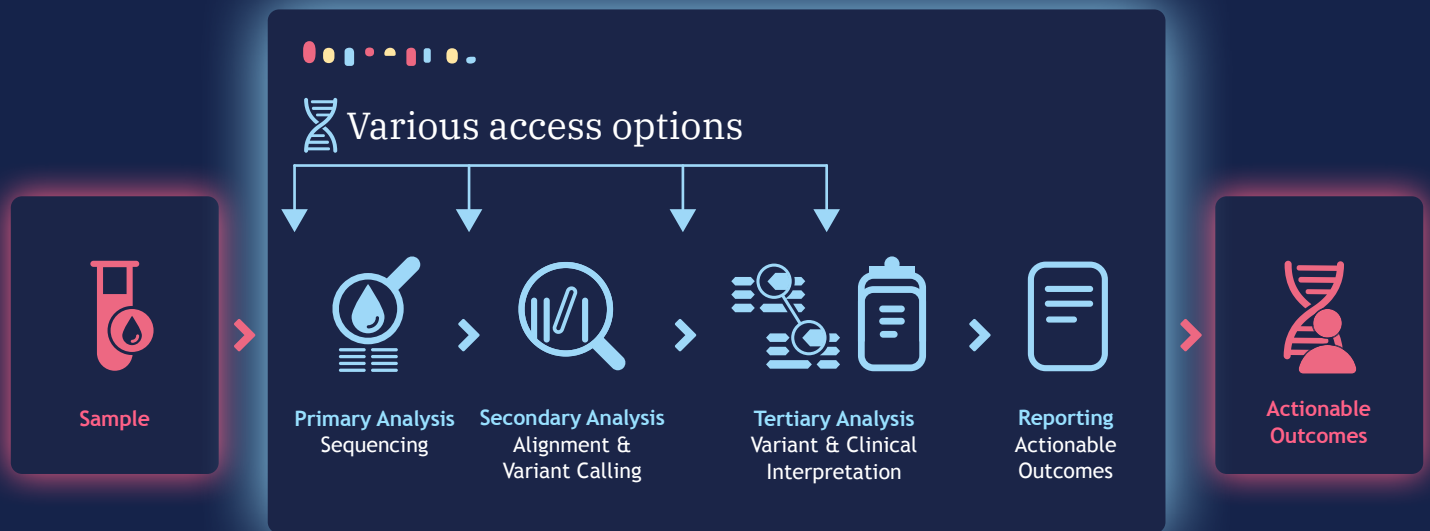 Various access options
Sample
Primary Analysis
Sequencing
Secondary Analysis
Alignment &
Variant Calling
Tertiary Analysis
Variant & Clinical
Interpretation
Reporting
Actionable
Outcomes
Actionable
Outcomes